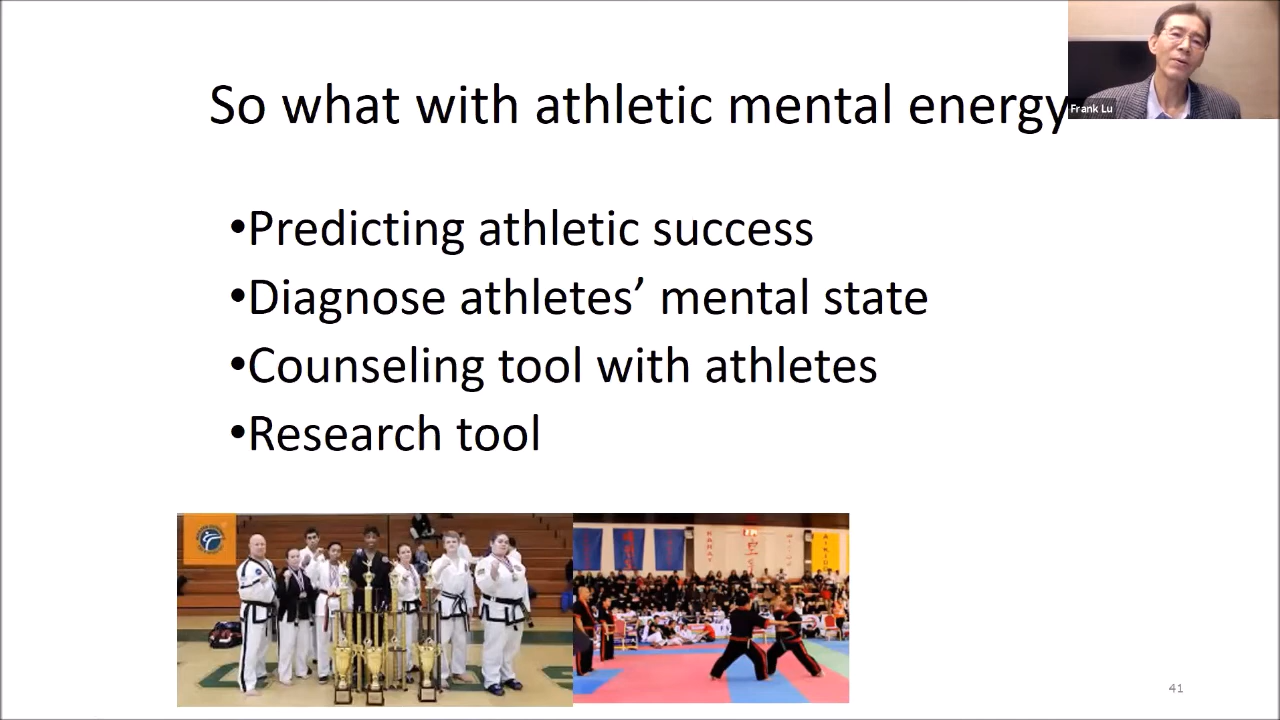 So what with athletic mental energy
Frank Lu
•Predicting athletic success
•Diagnose athletes’ mental state
•Counseling tool with athletes
•Research tool
41